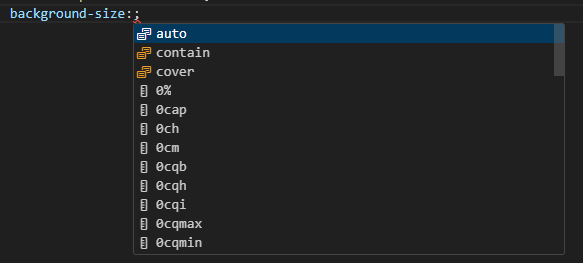 background-size:;
auto
contain
cover
0%
0cap
0ch
0cm
0cqb
0cqh
0cqi
0cqmax
0cqmin